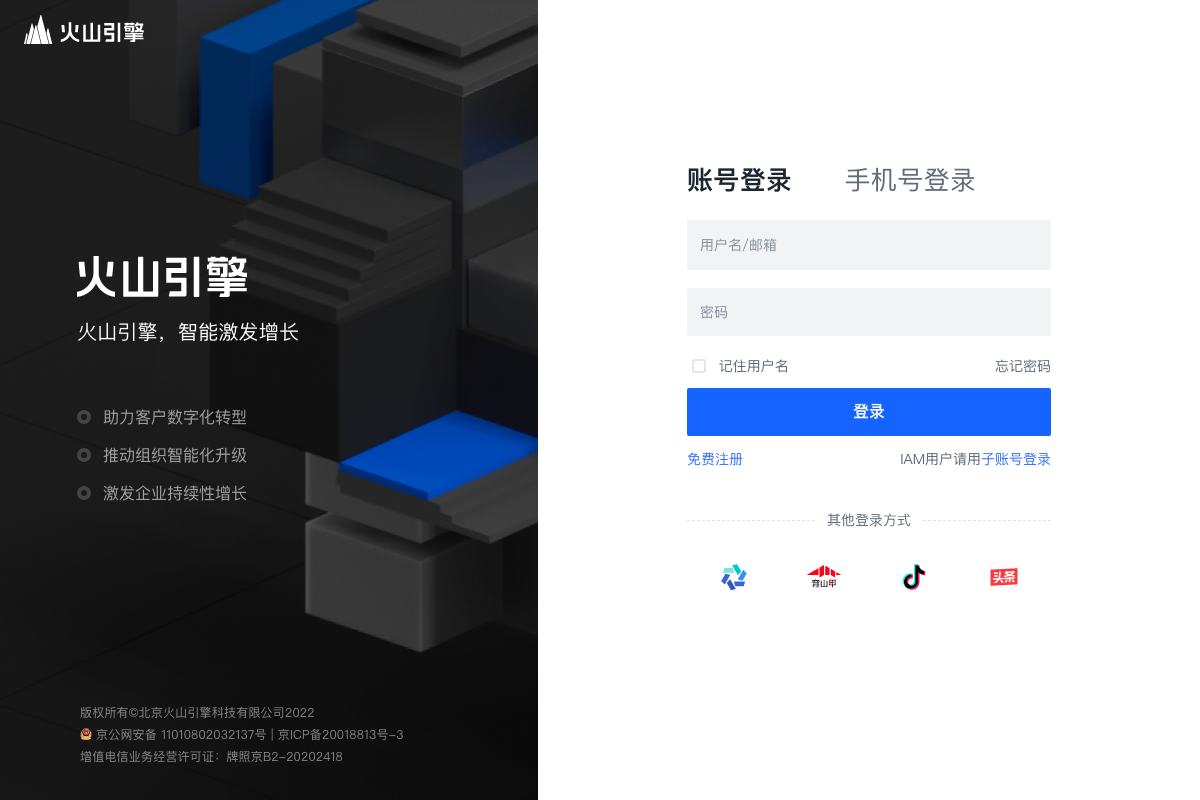 火山引擎
火山引擎
火山引擎，智能激发增长
助力客户数字化转型
推动组织智能化升级
激发企业持续性增长
版权所有©北京火山引擎科技有限公司2022
京公网安备 11010802032137号 | 京ICP备20018813号-3
增值电信业务经营许可证：牌照京B2-20202418
账号登录 手机号登录
用户名/邮箱
密码
记住用户名 忘记密码
登录
免费注册 IAM用户请用子账号登录
其他登录方式
穿山甲
头条